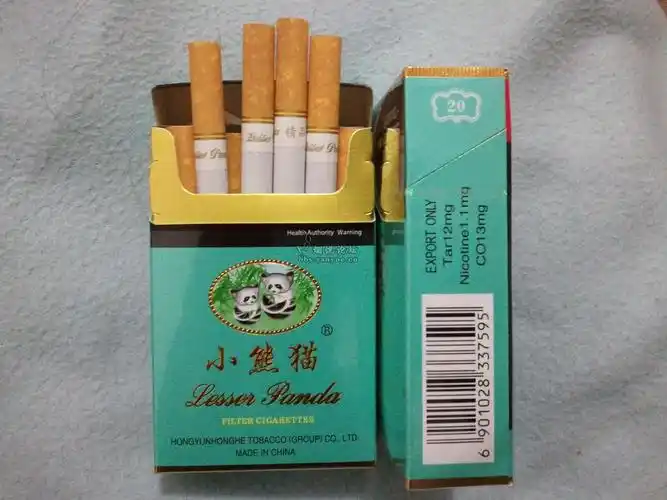 Health Authority Warning
小熊猫
®
Lesser Panda
FILTER CIGARETTES
HONGYUNHONGHE TOBACCO (GROUP) CO., LTD
MADE IN CHINA
20
EXPORT ONLY
Tar12mg
Nicotine1.1mg
CO13mg
6 901028 337595